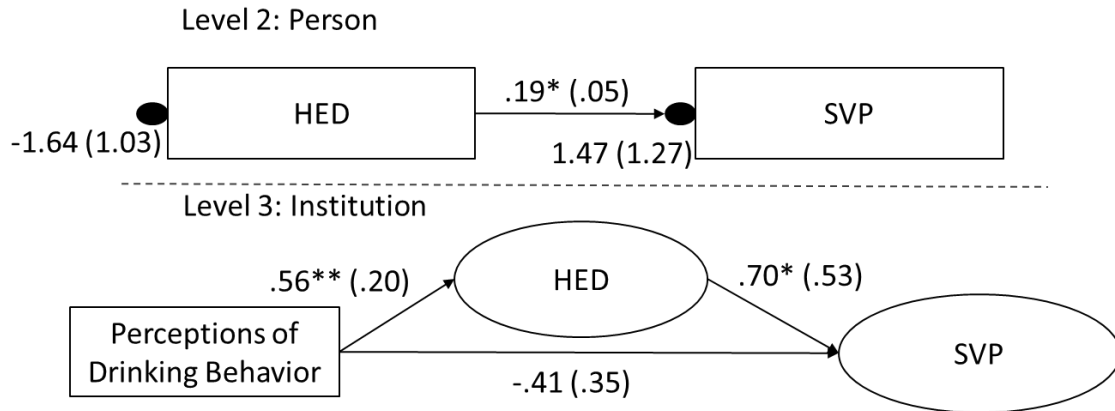 Level 2: Person
.19* (.05)
HED
SVP
-1.64 (1.03)
1.47 (1.27)
Level 3: Institution
.56** (.20)
HED
.70* (.53)
Perceptions of
Drinking Behavior
SVP
-.41 (.35)